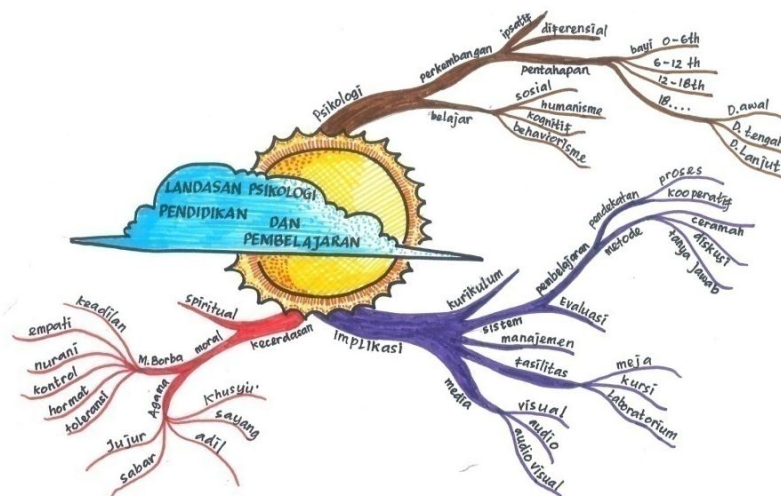 LANDASAN PSIKOLOGI
PENDIDIKAN DAN
PEMBELAJARAN
Psikologi
perkembangan
ipsatif
diferensial
pentahapan
bayi 0-6th
6-12 th
12-18th
18....
D.awal
D.tengah
D.Lanjut
belajar
sosial
humanisme
kognitif
behaviorisme
implikasi
kurikulum
sistem
pembelajaran
pendekatan
proses
kooperatif
metode
ceramah
diskusi
tanya jawab
Evaluasi
manajemen
fasilitas
meja
kursi
Laboratorium
media
visual
audio
audio visual
kecerdasan
spiritual
moral
M.Borba
keadilan
empati
nurani
kontrol
hormat
toleransi
Agama
Khusyu'
sayang
adil
Jujur
sabar